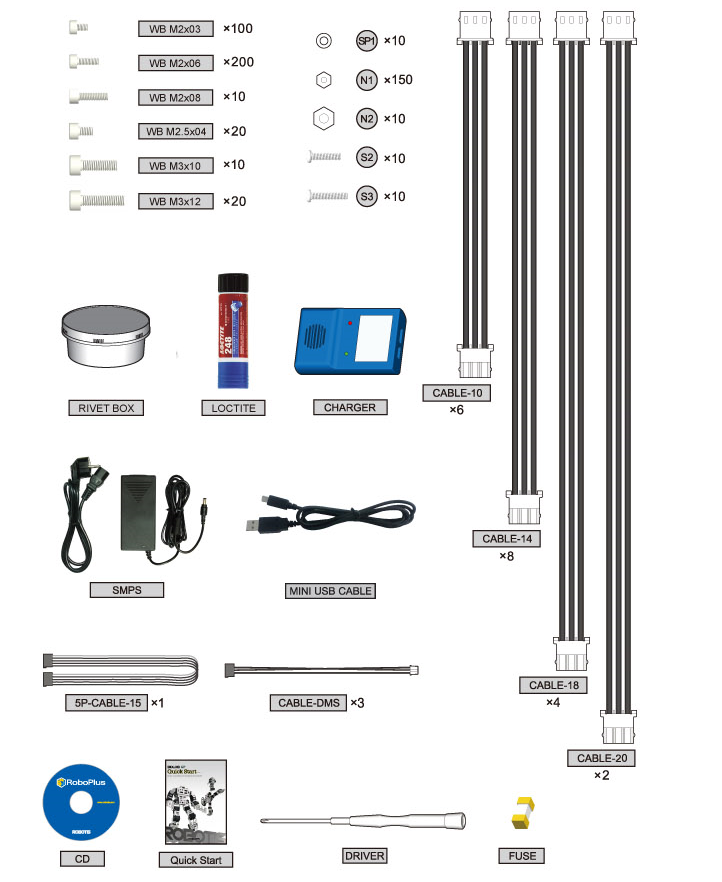 WB M2x03 ×100
WB M2x06 ×200
WB M2x08 ×10
WB M2.5x04 ×20
WB M3x10 ×10
WB M3x12 ×20
SP1 ×10
N1 ×150
N2 ×10
S2 ×10
S3 ×10
RIVET BOX
LOCTITE
248
LOCTITE
CHARGER
CABLE-10
×6
SMPS
MINI USB CABLE
CABLE-14
×8
5P-CABLE-15 ×1
CABLE-DMS ×3
CABLE-18
×4
CABLE-20
×2
RoboPlus
ROBOTIS
CD
Quick Start
ROBOTIS
Quick Start
DRIVER
FUSE